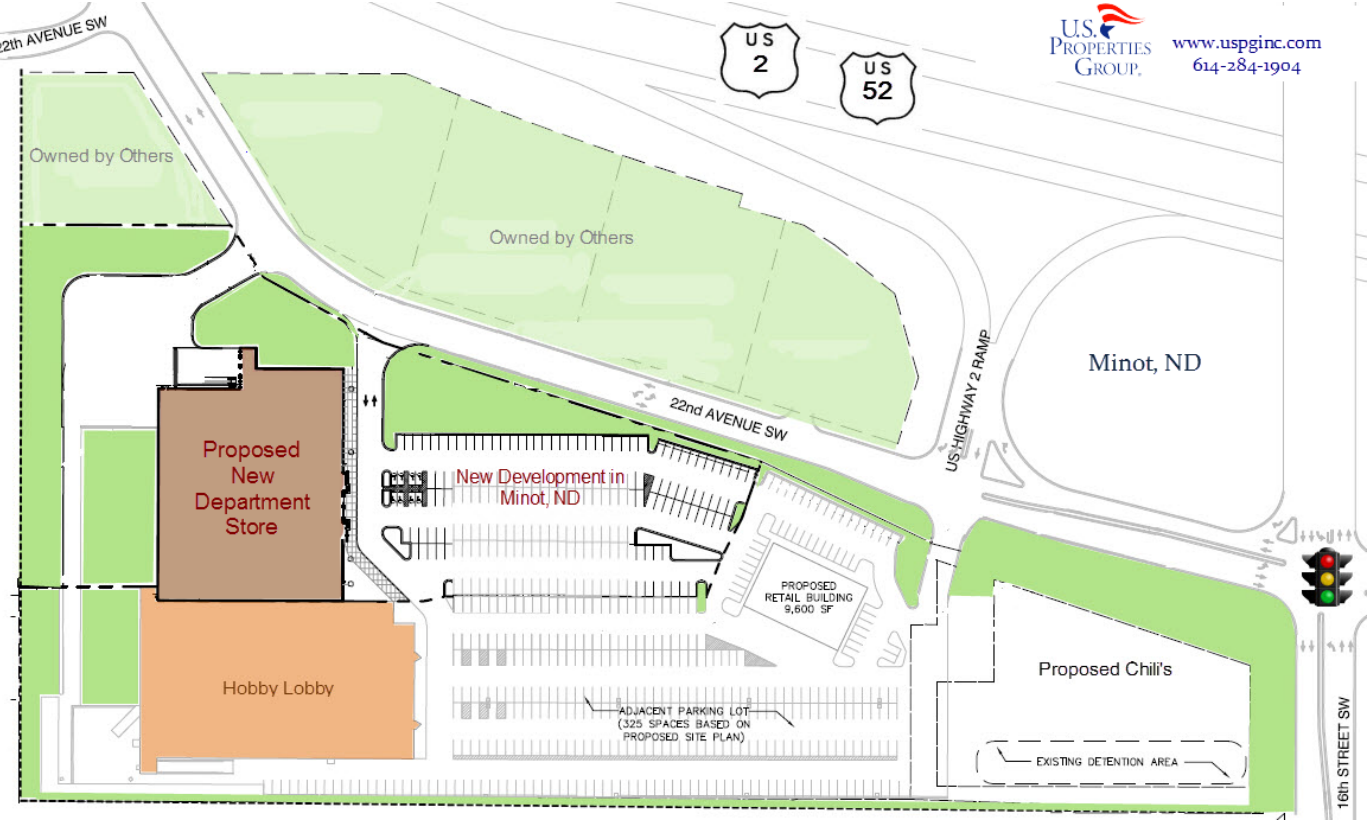 22th AVENUE SW
US
2
US
52
U.S.
PROPERTIES
GROUP.
www.uspginc.com
614-284-1904
Owned by Others
Owned by Others
Minot, ND
US HIGHWAY 2 RAMP
22nd AVENUE SW
Proposed
New
Department
Store
New Development in
Minot, ND
PROPOSED
RETAIL BUILDING
9,600 SF
Hobby Lobby
Proposed Chili's
ADJACENT PARKING LOT
(325 SPACES BASED ON
PROPOSED SITE PLAN)
EXISTING DETENTION AREA
16th STREET SW